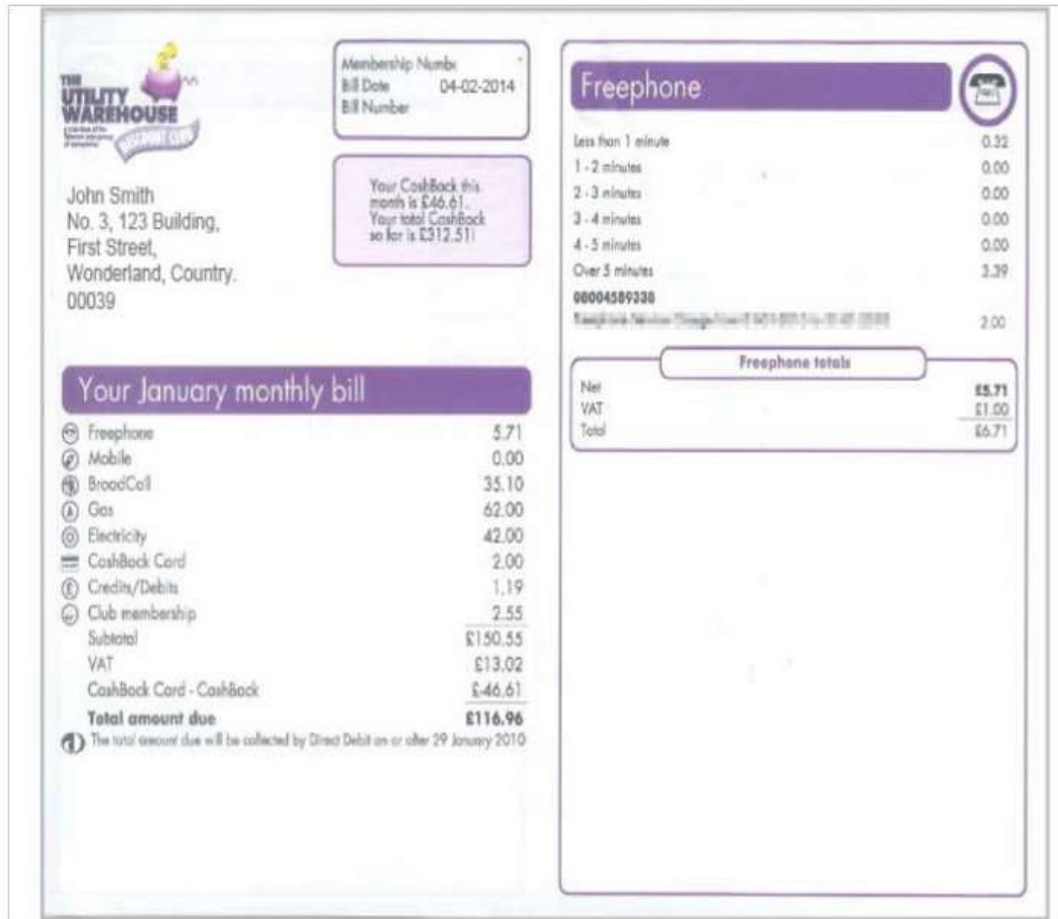 THE
UTILITY
WAREHOUSE
DISCOUNT CLUB
Membership Numbe
Bill Date 04-02-2014
Bill Number
Your CashBack this
month is £46.61.
Your total CashBack
so far is £312.51!
John Smith
No. 3, 123 Building,
First Street,
Wonderland, Country.
00039
Your January monthly bill
Freephone 5.71
Mobile 0.00
BroadCall 35.10
Gas 62.00
Electricity 42.00
CashBack Card 2.00
Credits/Debits 1.19
Club membership 2.55
Subtotal £150.55
VAT £13.02
CashBack Card - CashBack £-46.61
Total amount due £116.96
The total amount due will be collected by Direct Debit on or after 29 January 2010
Freephone
Less than 1 minute 0.32
1 - 2 minutes 0.00
2 - 3 minutes 0.00
3 - 4 minutes 0.00
4 - 5 minutes 0.00
Over 5 minutes 3.39
08004589338
2.00
Freephone totals
Net £5.71
VAT £1.00
Total £6.71